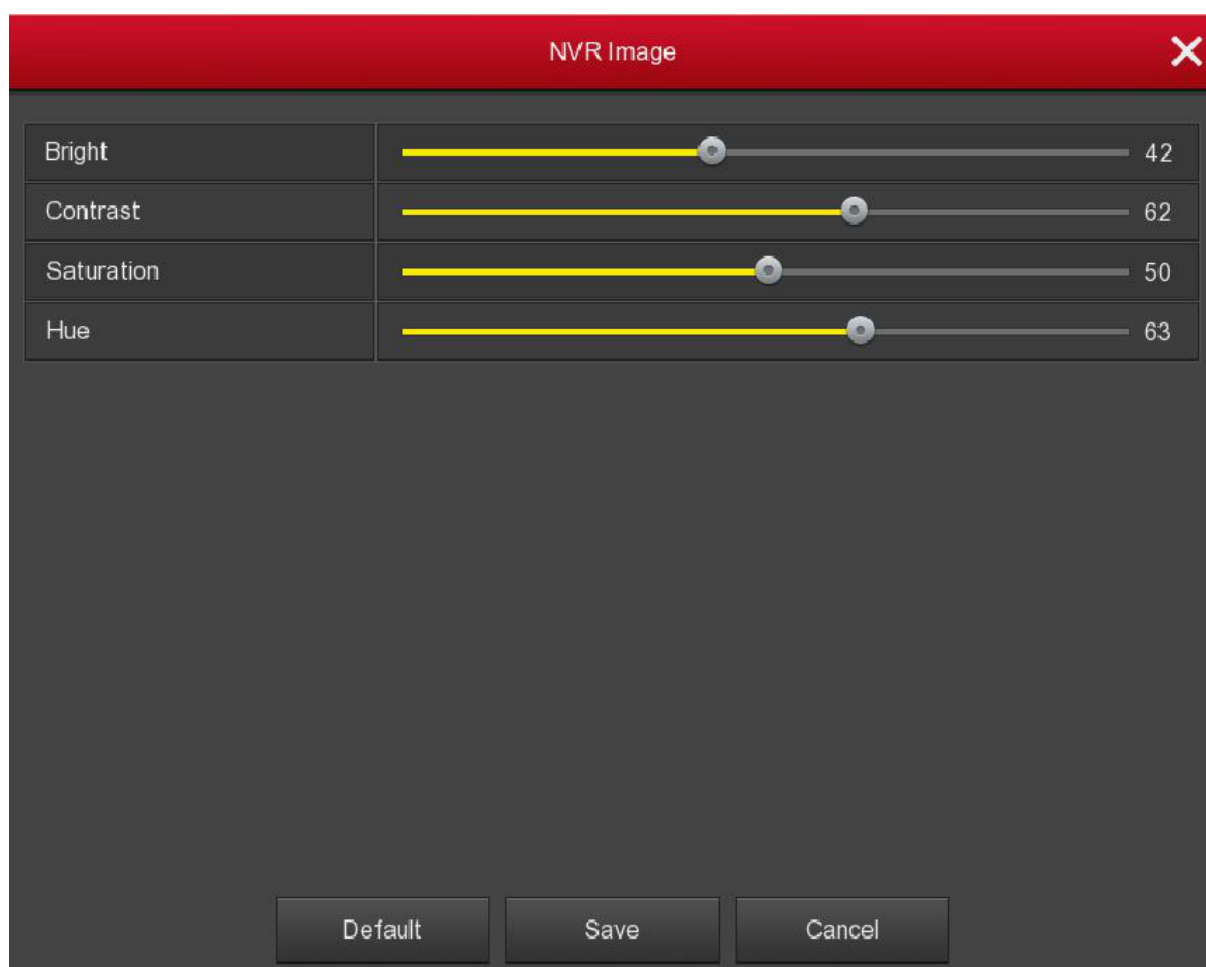 NVR Image
Bright 42
Contrast 62
Saturation 50
Hue 63
Default Save Cancel